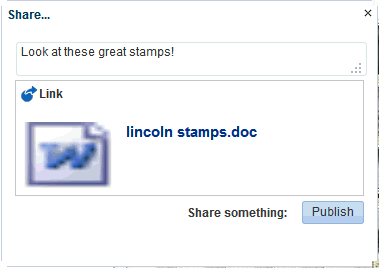 Share...
Look at these great stamps!
Link
lincoln stamps.doc
Share something: Publish